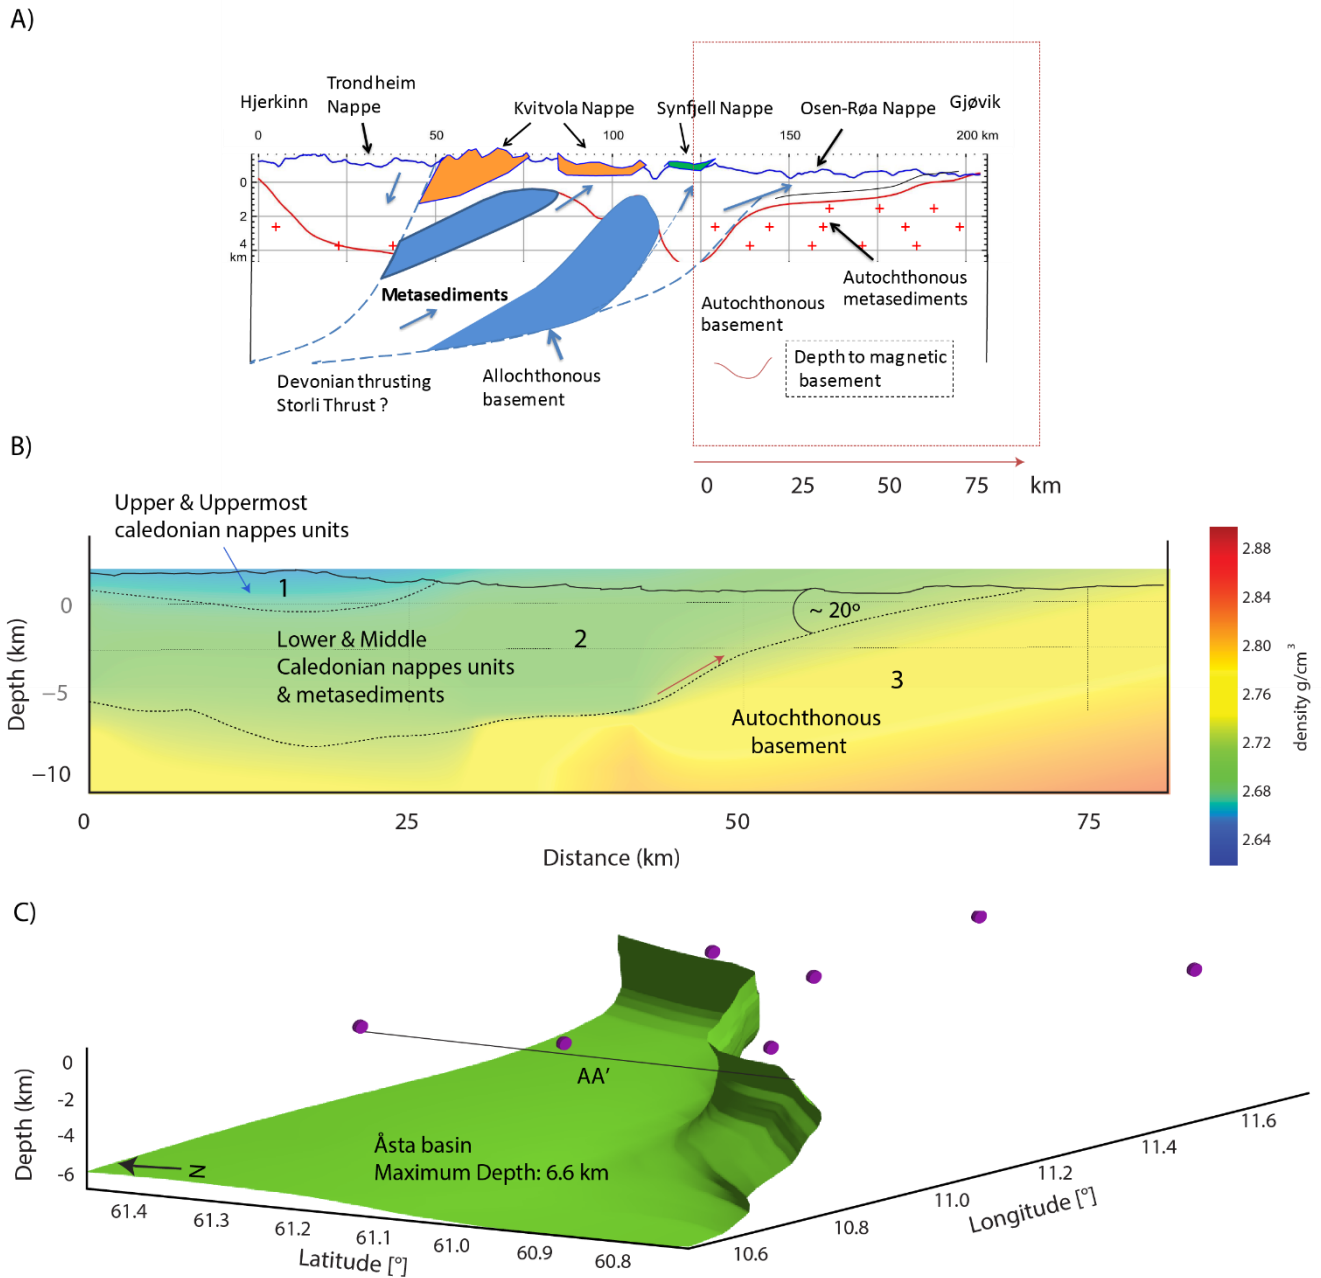 A)
Hjerkinn
Trondheim
Nappe
Kvitvola Nappe
Synfjell Nappe
Osen-Røa Nappe
Gjøvik
0
50
100
150
200 km
0
2
4
km
Metasediments
Devonian thrusting
Storli Thrust ?
Allochthonous
basement
Autochthonous
basement
Autochthonous
metasediments
Depth to magnetic
basement
0 25 50 75 km
B)
Upper & Uppermost
caledonian nappes units
1
2
3
~ 20º
Lower & Middle
Caledonian nappes units
& metasediments
Autochthonous
basement
Depth (km)
0
−5
−10
0 25 50 75
Distance (km)
2.88
2.84
2.80
2.76
2.72
2.68
2.64
density g/cm³
C)
AA'
Åsta basin
Maximum Depth: 6.6 km
N
Depth (km)
0
-2
-4
-6
61.4 61.3 61.2 61.1 61.0 60.9 60.8
Latitude [°]
10.6 10.8 11.0 11.2 11.4 11.6
Longitude [°]